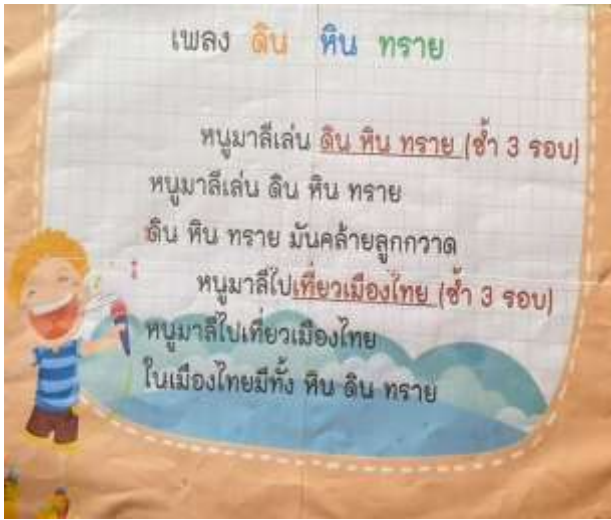 เพลง ดิน หิน ทราย
หนูมาลีเล่น ดิน หิน ทราย (ซ้ำ 3 รอบ)
หนูมาลีเล่น ดิน หิน ทราย
ดิน หิน ทราย มันคล้ายลูกกวาด
หนูมาลีไปเที่ยวเมืองไทย (ซ้ำ 3 รอบ)
หนูมาลีไปเที่ยวเมืองไทย
ในเมืองไทยมีทั้ง หิน ดิน ทราย